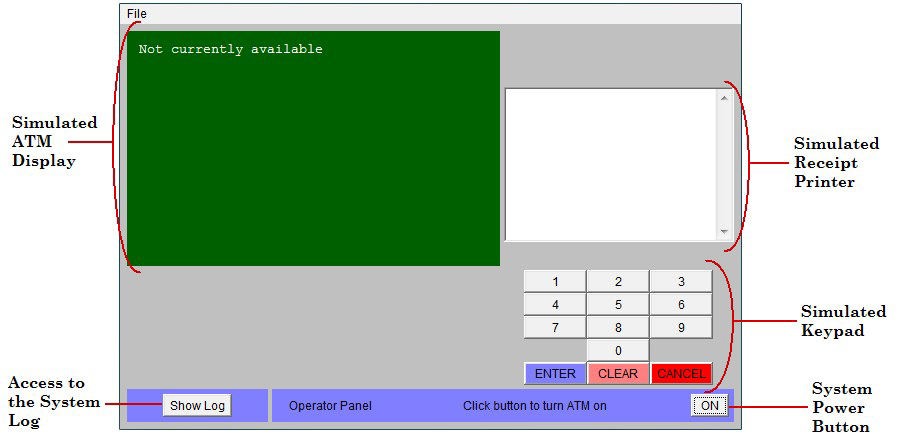 File
Not currently available
Simulated
ATM
Display
Simulated
Receipt
Printer
1 2 3
4 5 6
7 8 9
0
ENTER CLEAR CANCEL
Simulated
Keypad
Access to
the System
Log
Show Log
Operator Panel
Click button to turn ATM on
ON
System
Power
Button